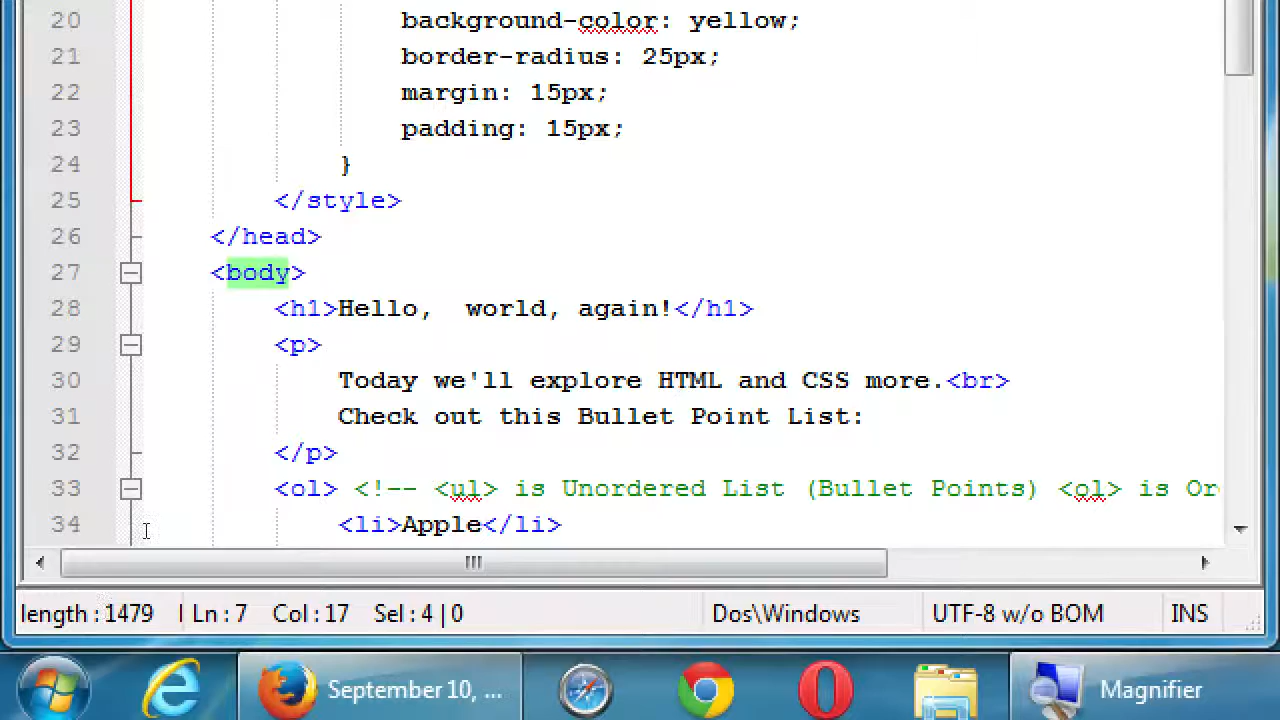 20 background-color: yellow;
21 border-radius: 25px;
22 margin: 15px;
23 padding: 15px;
24 }
25 </style>
26 </head>
27 <body>
28 <h1>Hello,  world, again!</h1>
29 <p>
30 Today we'll explore HTML and CSS more.<br>
31 Check out this Bullet Point List:
32 </p>
33 <ol> <!-- <ul> is Unordered List (Bullet Points) <ol> is Or
34 <li>Apple</li>
length : 1479 Ln : 7 Col : 17 Sel : 4 | 0 Dos\Windows UTF-8 w/o BOM INS
September 10, ... Magnifier